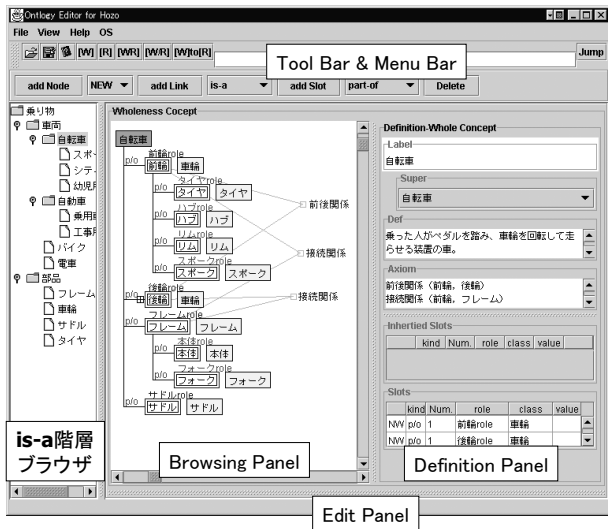 Ontlogy Editor for Hozo
File View Help OS
[W] [R] [WR] [W/R] [W]to[R] Jump
Tool Bar & Menu Bar
add Node NEW add Link is-a add Slot part-of Delete
乗り物
車両
自転車
スポー
シティ
幼児用
自動車
乗用車
工事用
バイク
電車
部品
フレーム
車輪
サドル
タイヤ
is-a階層
ブラウザ
Wholeness Cocept
自転車
前輪role
p/o 前輪 車輪
タイヤrole
p/o タイヤ タイヤ
ハブrole
p/o ハブ ハブ
リムrole
p/o リム リム
スポークrole
p/o スポーク スポーク
後輪role
p/o 後輪 車輪
フレームrole
p/o フレーム フレーム
本体role
p/o 本体 本体
フォークrole
p/o フォーク フォーク
サドルrole
p/o サドル サドル
前後関係
接続関係
接続関係
Browsing Panel
Definition-Whole Concept
Label
自転車
Super
自転車
Def
乗った人がペダルを踏み、車輪を回転して走
らせる装置の車。
Axiom
前後関係（前輪, 後輪）
接続関係（前輪, フレーム）
Inhertied Slots
kind Num. role class value
Slots
kind Num. role class value
NW p/o 1 前輪role 車輪
NW p/o 1 後輪role 車輪
Definition Panel
Edit Panel